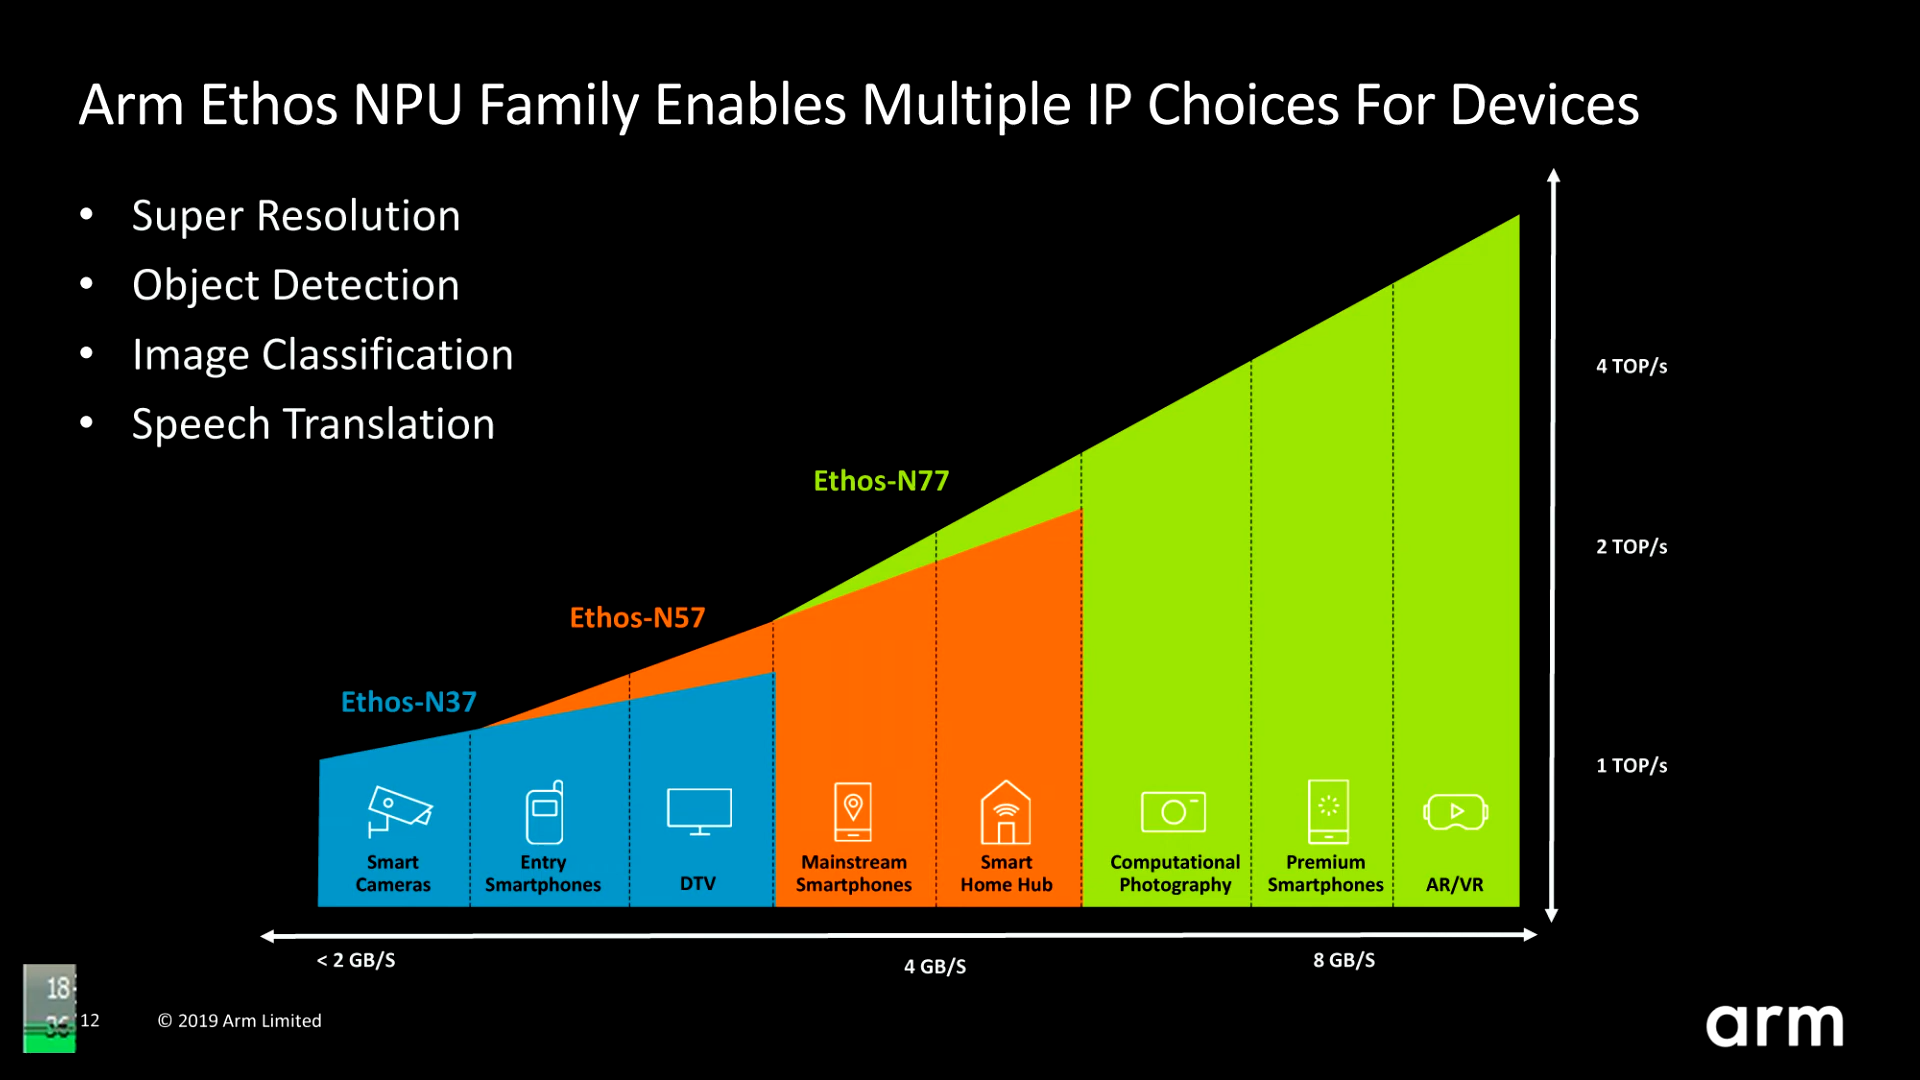 Arm Ethos NPU Family Enables Multiple IP Choices For Devices
• Super Resolution
• Object Detection
• Image Classification
• Speech Translation
Ethos-N77
Ethos-N57
Ethos-N37
4 TOP/s
2 TOP/s
1 TOP/s
Smart
Cameras
Entry
Smartphones
DTV
Mainstream
Smartphones
Smart
Home Hub
Computational
Photography
Premium
Smartphones
AR/VR
< 2 GB/S
4 GB/S
8 GB/S
18
12
© 2019 Arm Limited
arm